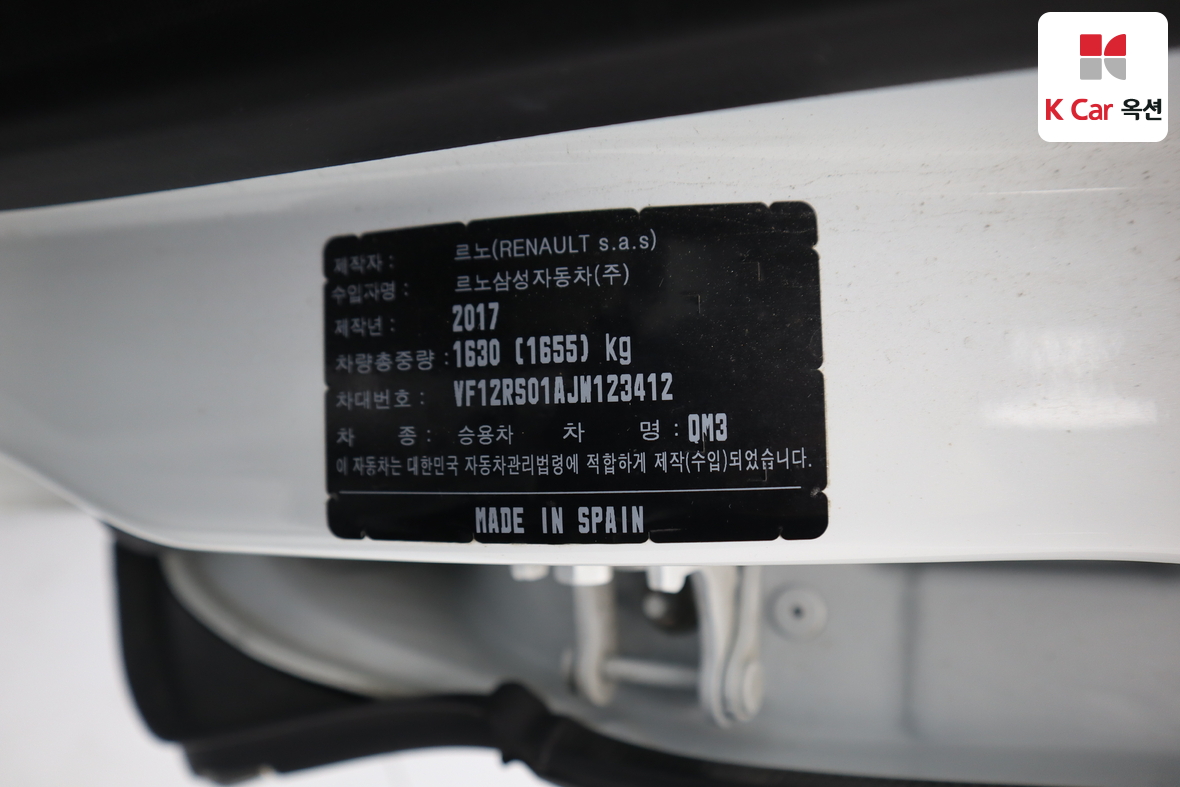 K Car 옥션
제작자 : 르노(RENAULT s.a.s)
수입자명 : 르노삼성자동차(주)
제작년 : 2017
차량총중량 : 1630 (1655) kg
차대번호 : VF12RS01AJW123412
차 종 : 승용차 차 명 : QM3
이 자동차는 대한민국 자동차관리법령에 적합하게 제작(수입)되었습니다.
MADE IN SPAIN